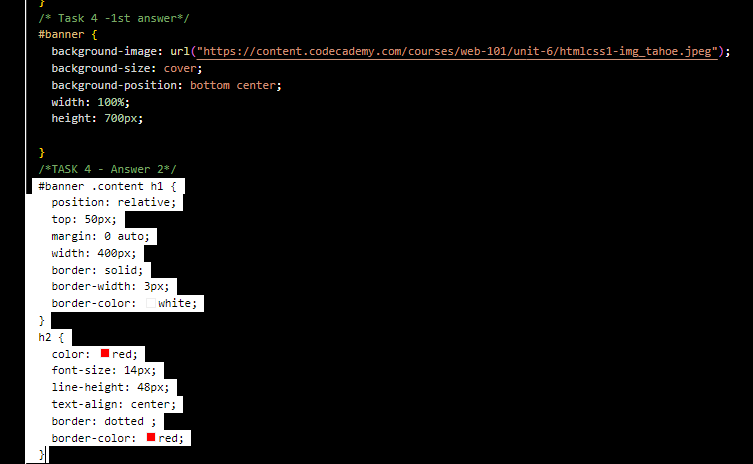 }
/* Task 4 -1st answer*/
#banner {
background-image: url("https://content.codecademy.com/courses/web-101/unit-6/htmlcss1-img_tahoe.jpeg");
background-size: cover;
background-position: bottom center;
width: 100%;
height: 700px;
}
/*TASK 4 - Answer 2*/
#banner .content h1 {
position: relative;
top: 50px;
margin: 0 auto;
width: 400px;
border: solid;
border-width: 3px;
border-color: white;
}
h2 {
color: red;
font-size: 14px;
line-height: 48px;
text-align: center;
border: dotted ;
border-color: red;
}